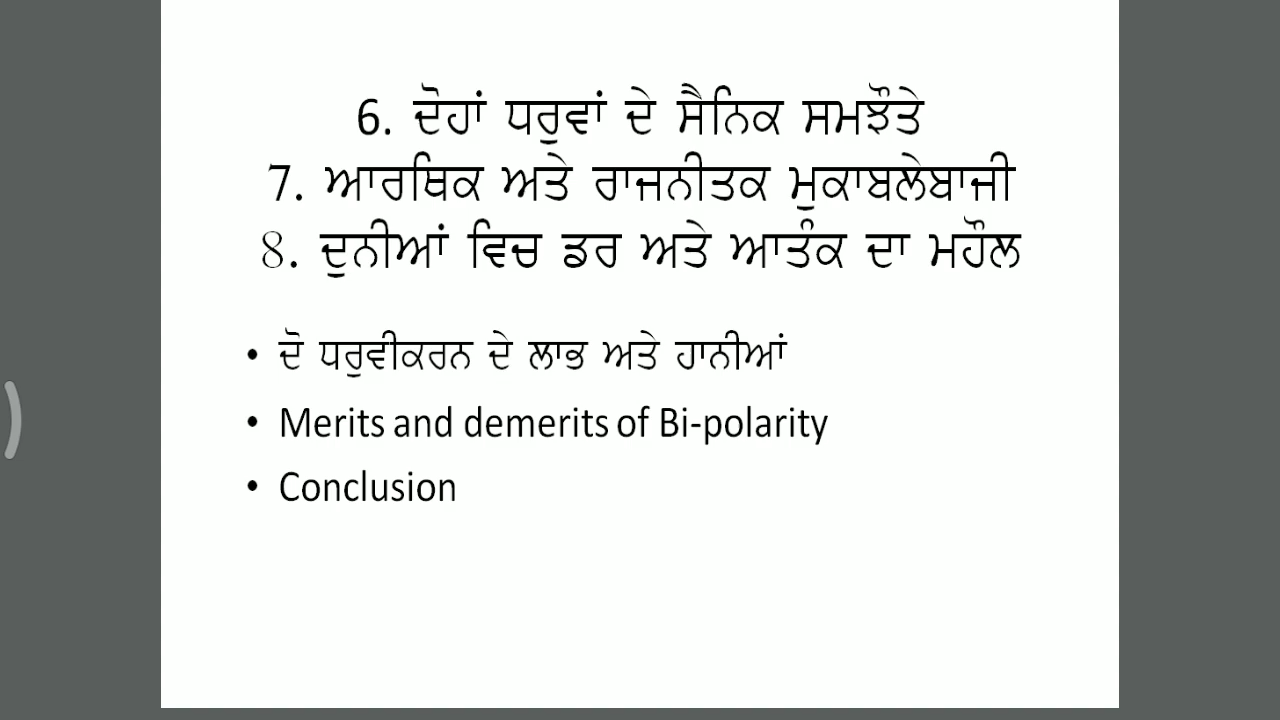 6. ਦੋਹਾਂ ਧਰੁਵਾਂ ਦੇ ਸੈਨਿਕ ਸਮਝੌਤੇ
7. ਆਰਥਿਕ ਅਤੇ ਰਾਜਨੀਤਕ ਮੁਕਾਬਲੇਬਾਜੀ
8. ਦੁਨੀਆਂ ਵਿਚ ਡਰ ਅਤੇ ਆਤੰਕ ਦਾ ਮਹੌਲ
• ਦੋ ਧਰੁਵੀਕਰਨ ਦੇ ਲਾਭ ਅਤੇ ਹਾਨੀਆਂ
• Merits and demerits of Bi-polarity
• Conclusion